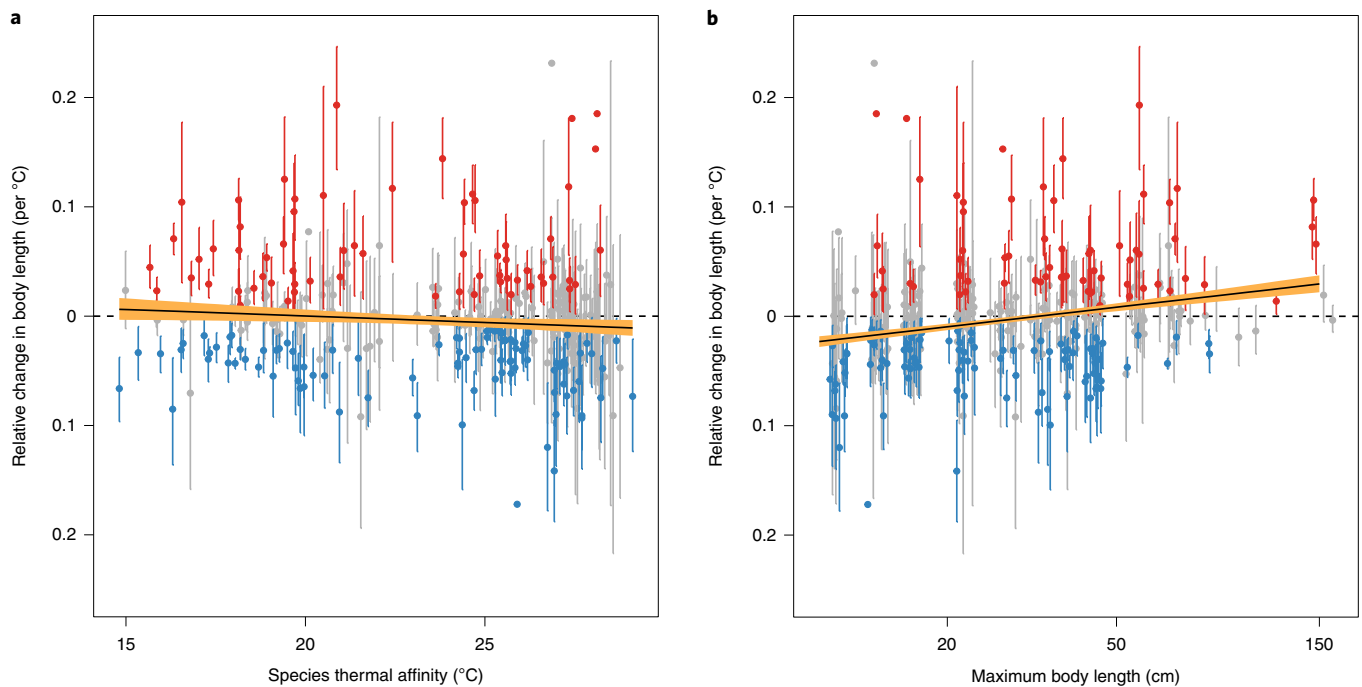 a
0.2
0.1
0
0.1
0.2
Relative change in body length (per °C)
15
20
25
Species thermal affinity (°C)
b
0.2
0.1
0
0.1
0.2
Relative change in body length (per °C)
20
50
150
Maximum body length (cm)